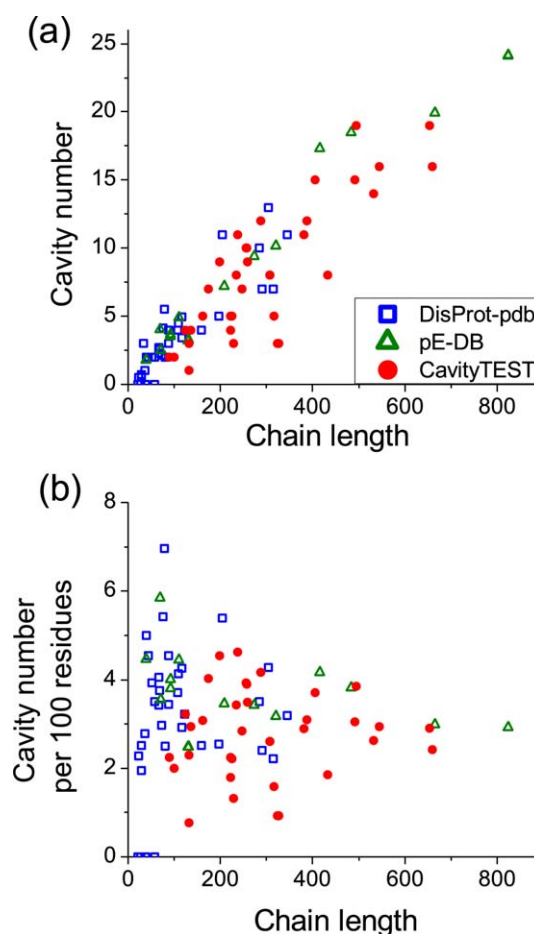 (a)
25
20
15
10
5
0
Cavity number
DisProt-pdb
pE-DB
CavityTEST
0 200 400 600 800
Chain length
(b)
8
6
4
2
0
Cavity number
per 100 residues
0 200 400 600 800
Chain length